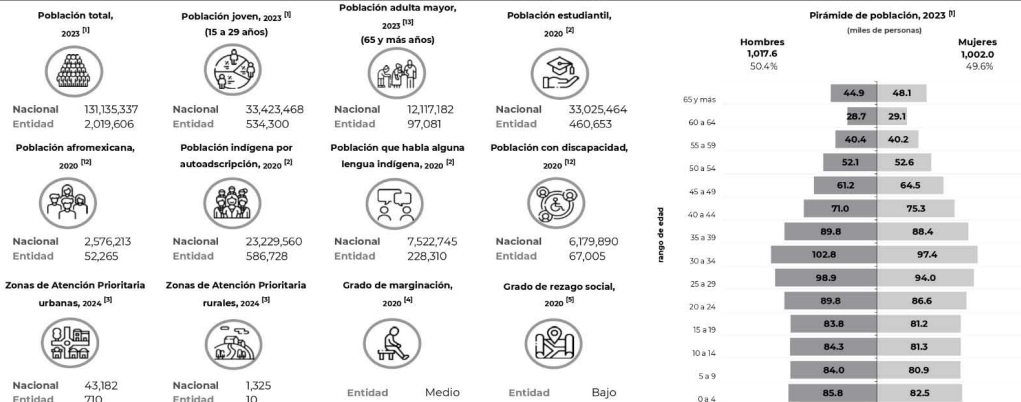 Población total,
2023 [1]
Nacional 131,135,337
Entidad 2,019,606
Población joven, 2023 [1]
(15 a 29 años)
Nacional 33,423,468
Entidad 534,300
Población adulta mayor,
2023 [13]
(65 y más años)
Nacional 12,117,182
Entidad 97,081
Población estudiantil,
2020 [2]
Nacional 33,025,464
Entidad 460,653
Población afromexicana,
2020 [12]
Nacional 2,576,213
Entidad 52,265
Población indígena por
autoadscripción, 2020 [2]
Nacional 23,229,560
Entidad 586,728
Población que habla alguna
lengua indígena, 2020 [2]
Nacional 7,522,745
Entidad 228,310
Población con discapacidad,
2020 [12]
Nacional 6,179,890
Entidad 67,005
Zonas de Atención Prioritaria
urbanas, 2024 [3]
Nacional 43,182
Entidad 710
Zonas de Atención Prioritaria
rurales, 2024 [3]
Nacional 1,325
Entidad 10
Grado de marginación,
2020 [4]
Entidad Medio
Grado de rezago social,
2020 [5]
Entidad Bajo
Pirámide de población, 2023 [1]
(miles de personas)
Hombres Mujeres
1,017.6 1,002.0
50.4% 49.6%
rango de edad
65 y más 44.9 48.1
60 a 64 28.7 29.1
55 a 59 40.4 40.2
50 a 54 52.1 52.6
45 a 49 61.2 64.5
40 a 44 71.0 75.3
35 a 39 89.8 88.4
30 a 34 102.8 97.4
25 a 29 98.9 94.0
20 a 24 89.8 86.6
15 a 19 83.8 81.2
10 a 14 84.3 81.3
5 a 9 84.0 80.9
0 a 4 85.8 82.5